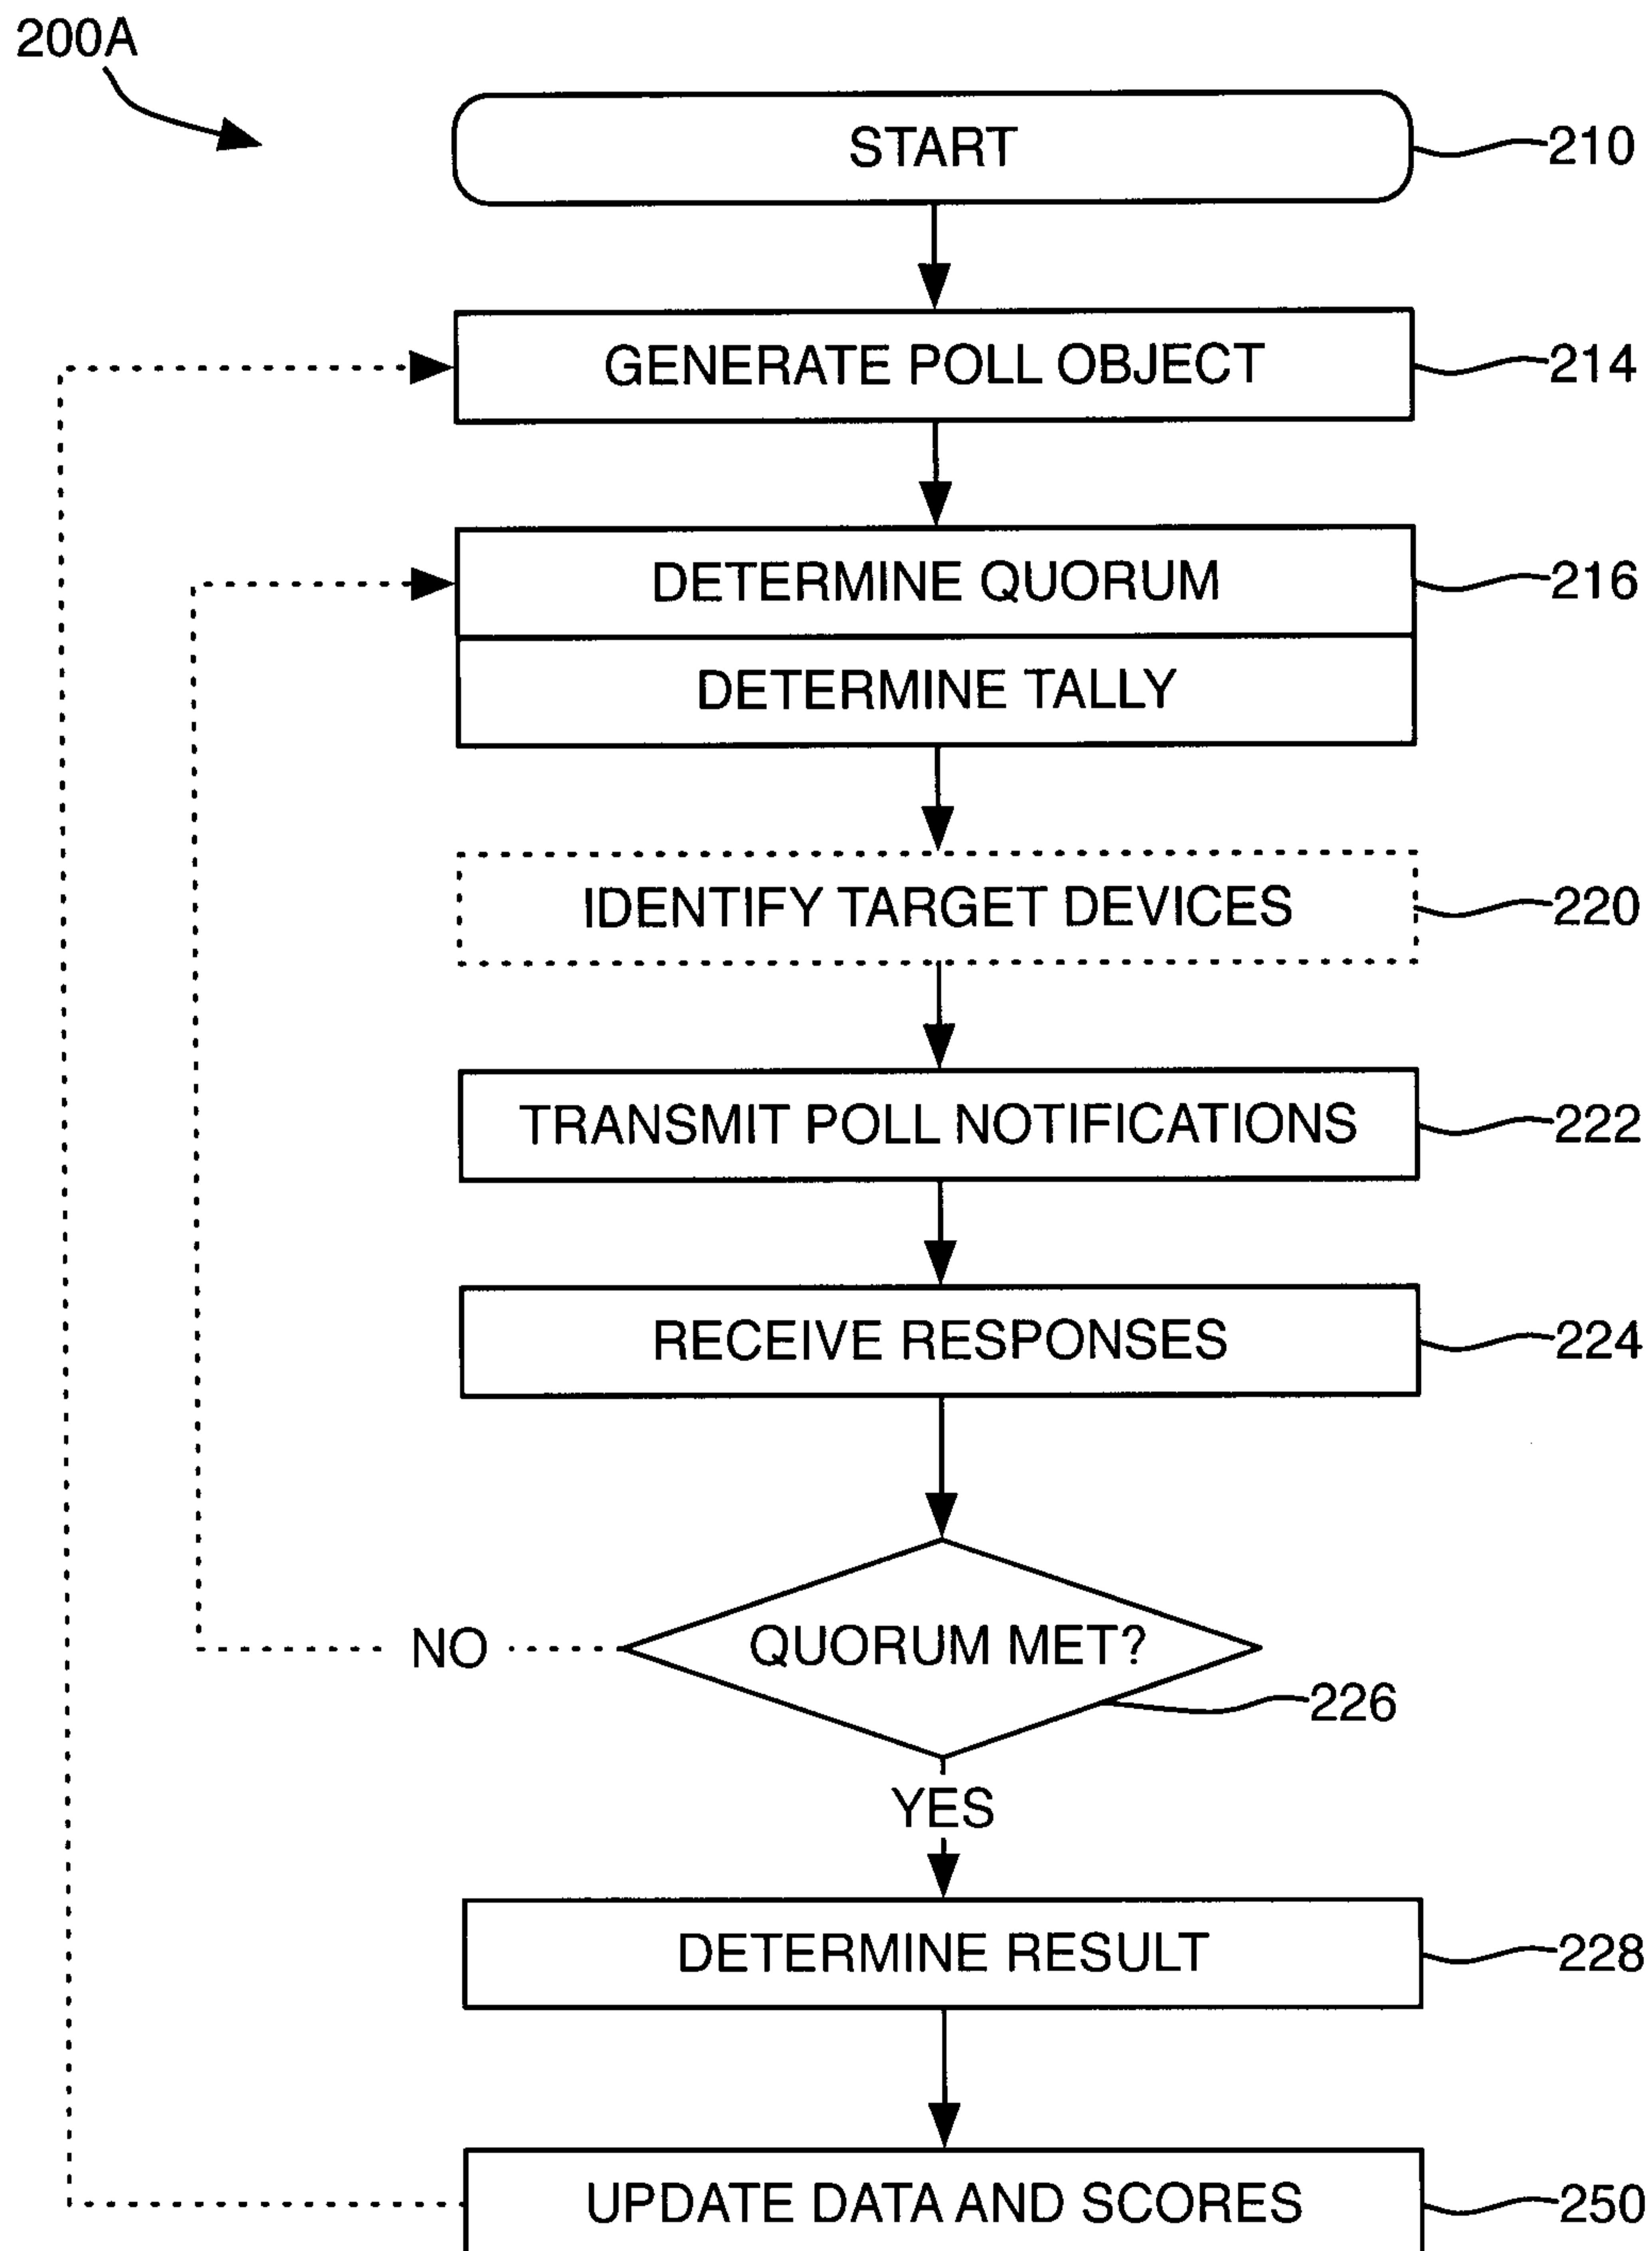 200A
START
210
GENERATE POLL OBJECT
214
DETERMINE QUORUM
216
DETERMINE TALLY
IDENTIFY TARGET DEVICES
220
TRANSMIT POLL NOTIFICATIONS
222
RECEIVE RESPONSES
224
QUORUM MET?
NO
226
YES
DETERMINE RESULT
228
UPDATE DATA AND SCORES
250